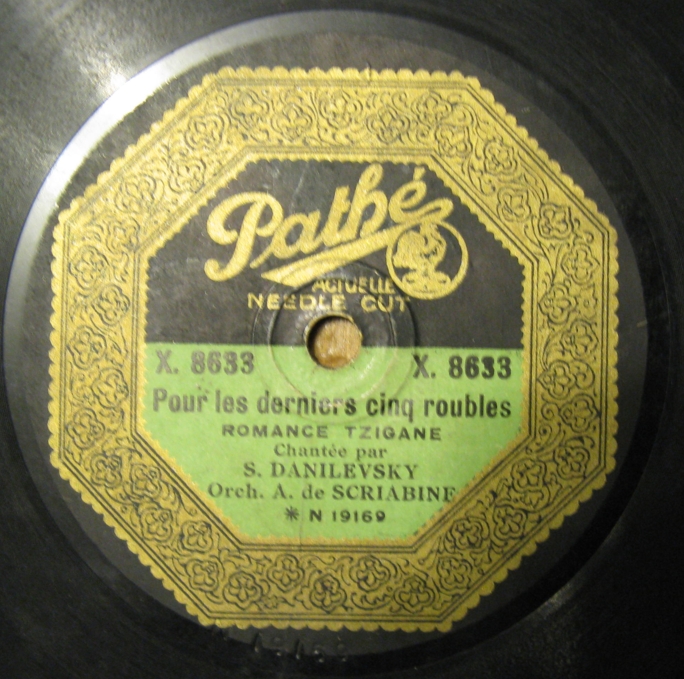 Pathé
ACTUELLE
NEEDLE CUT
X. 8633 X. 8633
Pour les derniers cinq roubles
ROMANCE TZIGANE
Chantée par
S. DANILEVSKY
Orch. A. de SCRIABINE
* N 19169